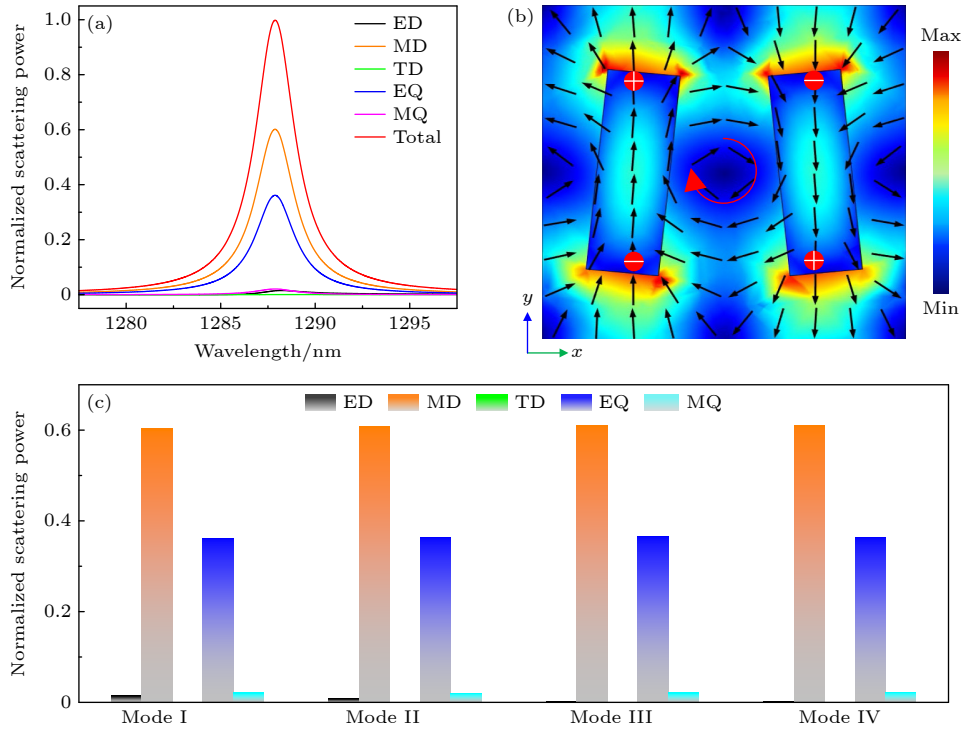 (a)
ED
MD
TD
EQ
MQ
Total
Normalized scattering power
1.0
0.8
0.6
0.4
0.2
0
1280
1285
1290
1295
Wavelength/nm
(b)
+
−
−
+
y
x
Max
Min
(c)
ED MD TD EQ MQ
Normalized scattering power
0.6
0.4
0.2
0
Mode I Mode II Mode III Mode IV